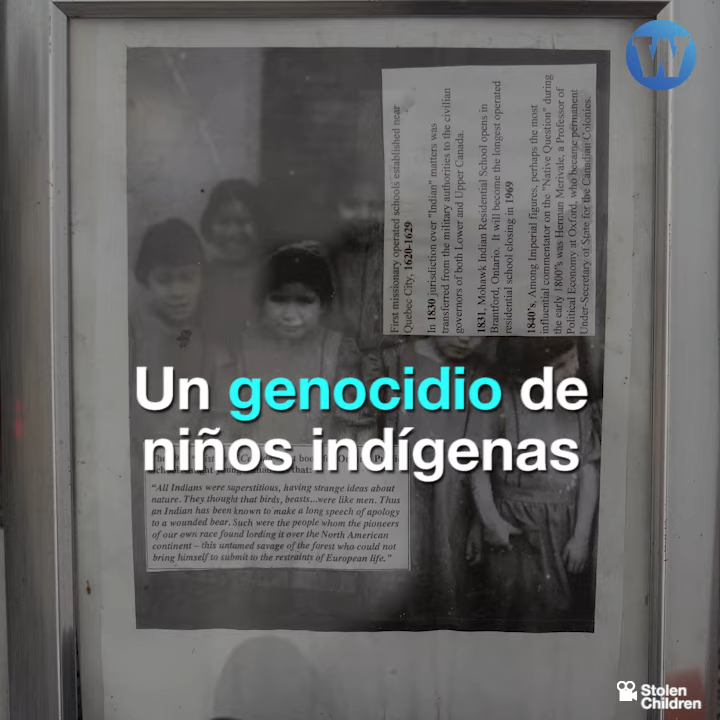 W
First missionary operated schools established near
Quebec City, 1620-1629
In 1830 jurisdiction over "Indian" matters was
transferred from the military authorities to the civilian
governors of both Lower and Upper Canada.
1831, Mohawk Indian Residential School opens in
Brantford, Ontario. It will become the longest operated
residential school closing in 1969
1840's, Among Imperial figures, perhaps the most
influential commentator on the "Native Question" during
the early 1800's was Herman Merivale, a Professor of
Political Economy at Oxford, who became permanent
Under-Secretary of State for the Canadian Colonies.
Un genocidio de
niños indígenas
"All Indians were superstitious, having strange ideas about
nature. They thought that birds, beasts...were like men. Thus
an Indian has been known to make a long speech of apology
to a wounded bear. Such were the people whom the pioneers
of our own race found lording it over the North American
continent – this untamed savage of the forest who could not
bring himself to submit to the restraints of European life."
Stolen
Children